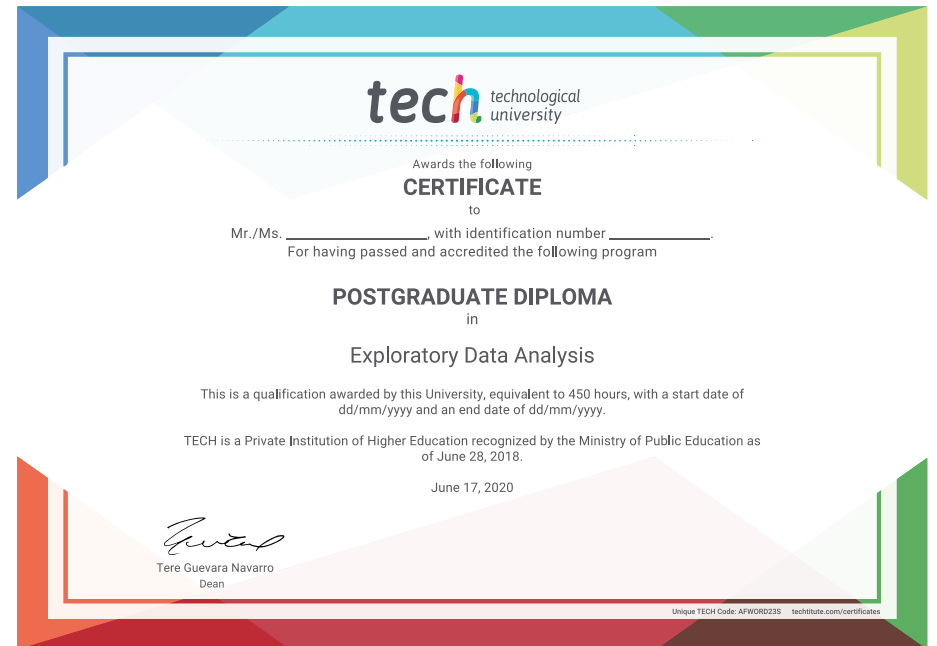 tech technological
university
Awards the following
CERTIFICATE
to
Mr./Ms. ____________________, with identification number ______________.
For having passed and accredited the following program
POSTGRADUATE DIPLOMA
in
Exploratory Data Analysis
This is a qualification awarded by this University, equivalent to 450 hours, with a start date of
dd/mm/yyyy and an end date of dd/mm/yyyy.
TECH is a Private Institution of Higher Education recognized by the Ministry of Public Education as
of June 28, 2018.
June 17, 2020
Tere Guevara Navarro
Dean
Unique TECH Code: AFWORD23S techtitute.com/certificates